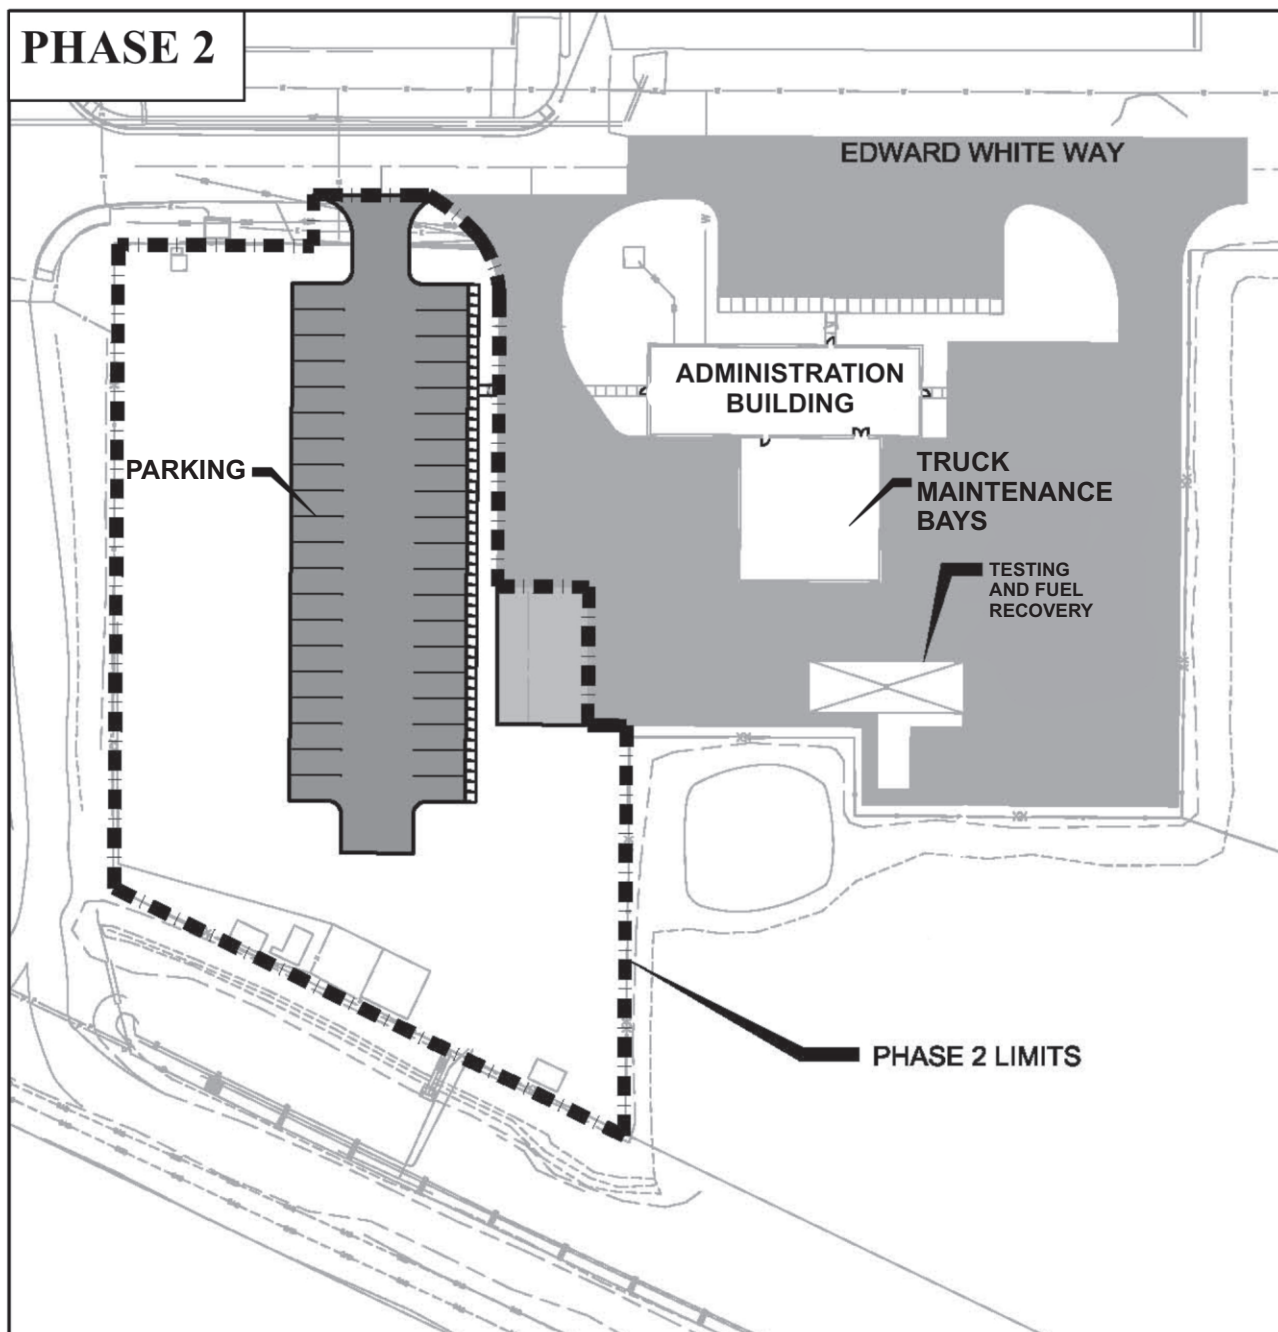 PHASE 2
EDWARD WHITE WAY
ADMINISTRATION
BUILDING
PARKING
TRUCK
MAINTENANCE
BAYS
TESTING
AND FUEL
RECOVERY
PHASE 2 LIMITS